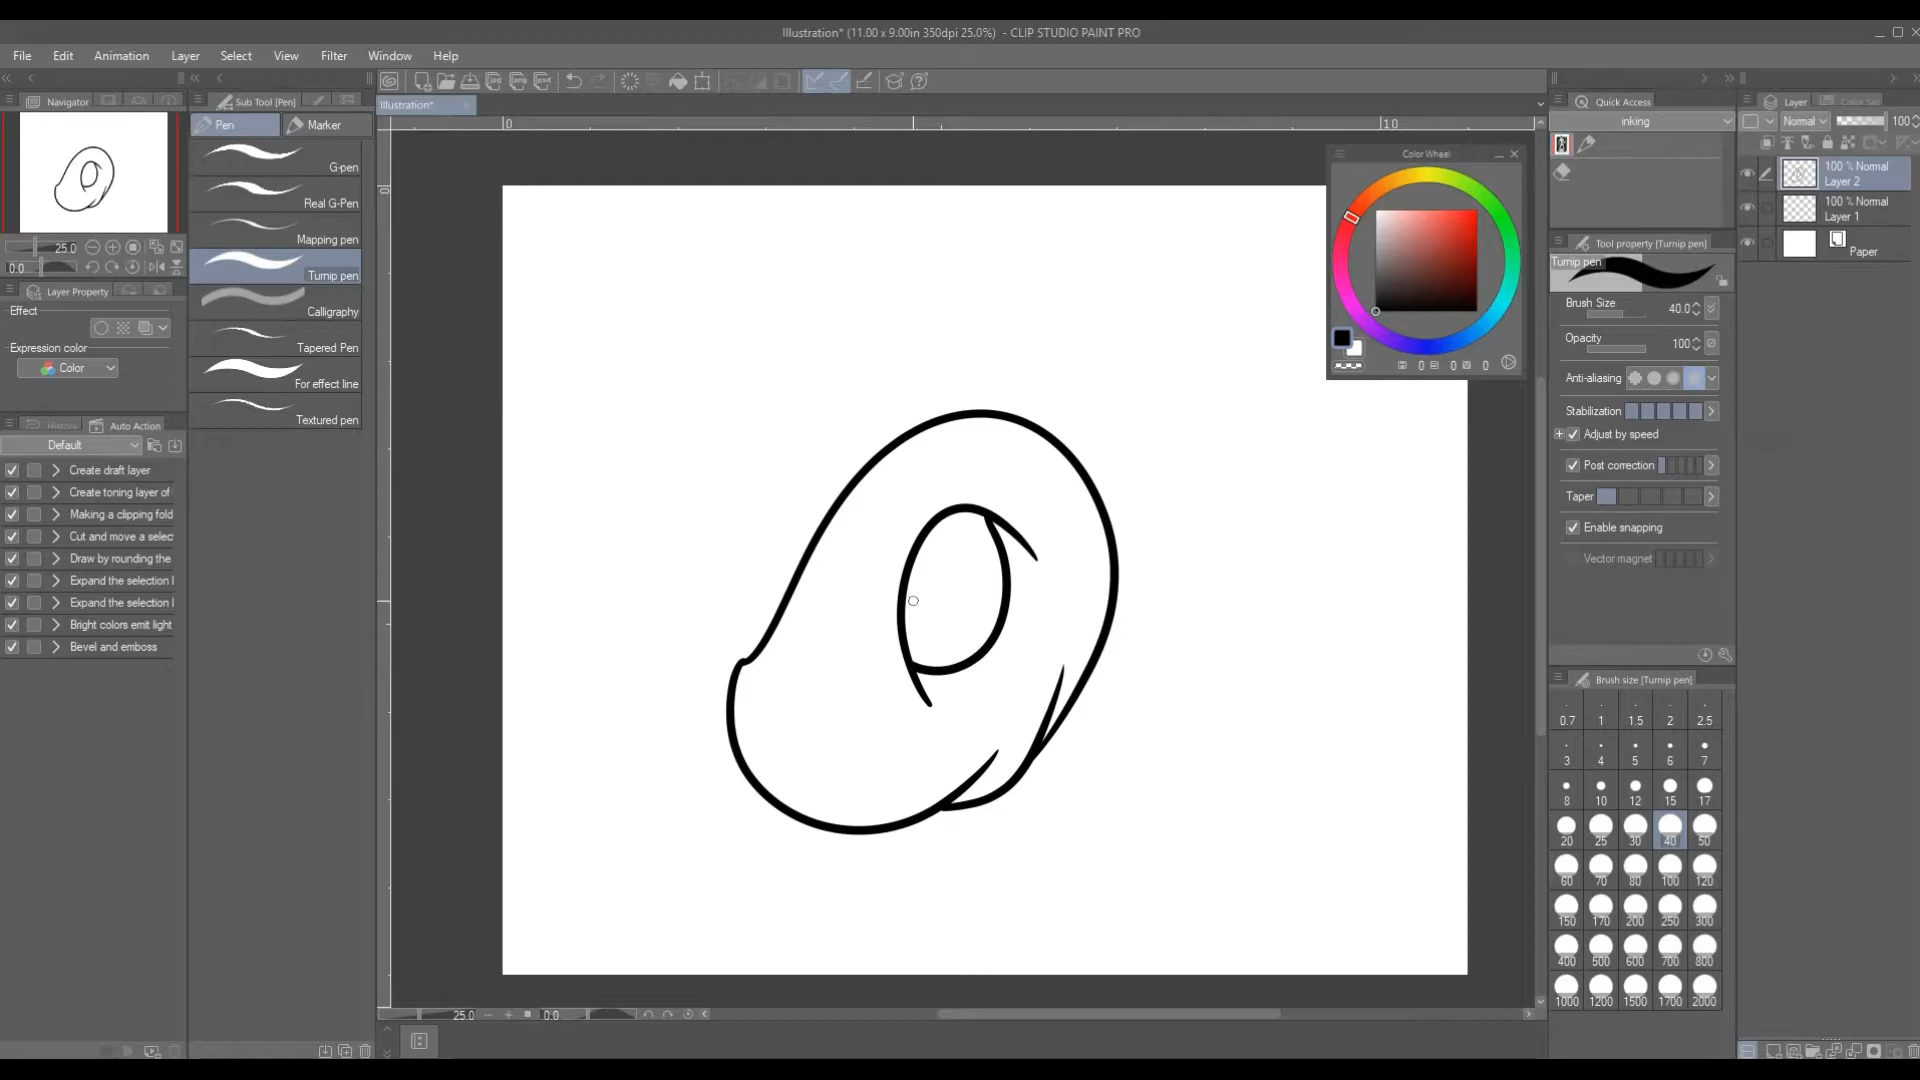 Illustration* (11.00 x 9.00in 350dpi 25.0%) - CLIP STUDIO PAINT PRO
File Edit Animation Layer Select View Filter Window Help
Navigator
Sub Tool [Pen]
Illustration*
Quick Access
Layer
Color Set
Pen
Marker
inking
Normal
100
0
10
G-pen
Real G-Pen
Mapping pen
Turnip pen
Calligraphy
Tapered Pen
For effect line
Textured pen
25.0
0.0
Layer Property
Effect
Expression color
Color
History
Auto Action
Default
Create draft layer
Create toning layer of
Making a clipping fold
Cut and move a selec
Draw by rounding the
Expand the selection
Expand the selection
Bright colors emit light
Bevel and emboss
0
Color Wheel
0 0 0
100 % Normal
Layer 2
100 % Normal
Layer 1
Paper
Tool property [Turnip pen]
Turnip pen
Brush Size 40.0
Opacity 100
Anti-aliasing
Stabilization
Adjust by speed
Post correction
Taper
Enable snapping
Vector magnet
Brush size [Turnip pen]
0.7 1 1.5 2 2.5
3 4 5 6 7
8 10 12 15 17
20 25 30 40 50
60 70 80 100 120
150 170 200 250 300
400 500 600 700 800
1000 1200 1500 1700 2000
25.0 0.0